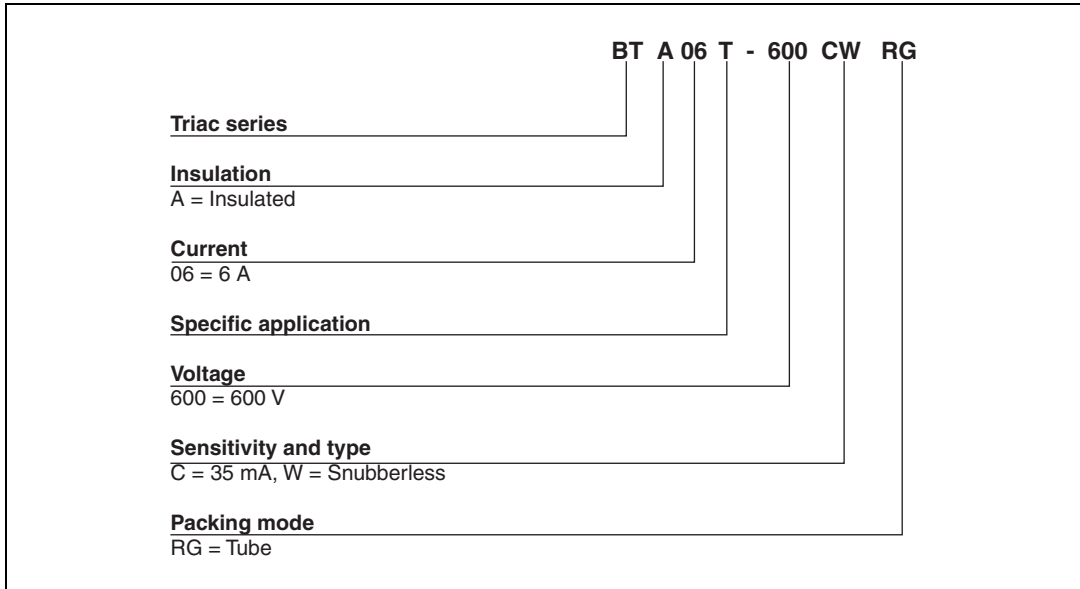 BT A 06 T - 600 CW RG
Triac series
Insulation
A = Insulated
Current
06 = 6 A
Specific application
Voltage
600 = 600 V
Sensitivity and type
C = 35 mA, W = Snubberless
Packing mode
RG = Tube